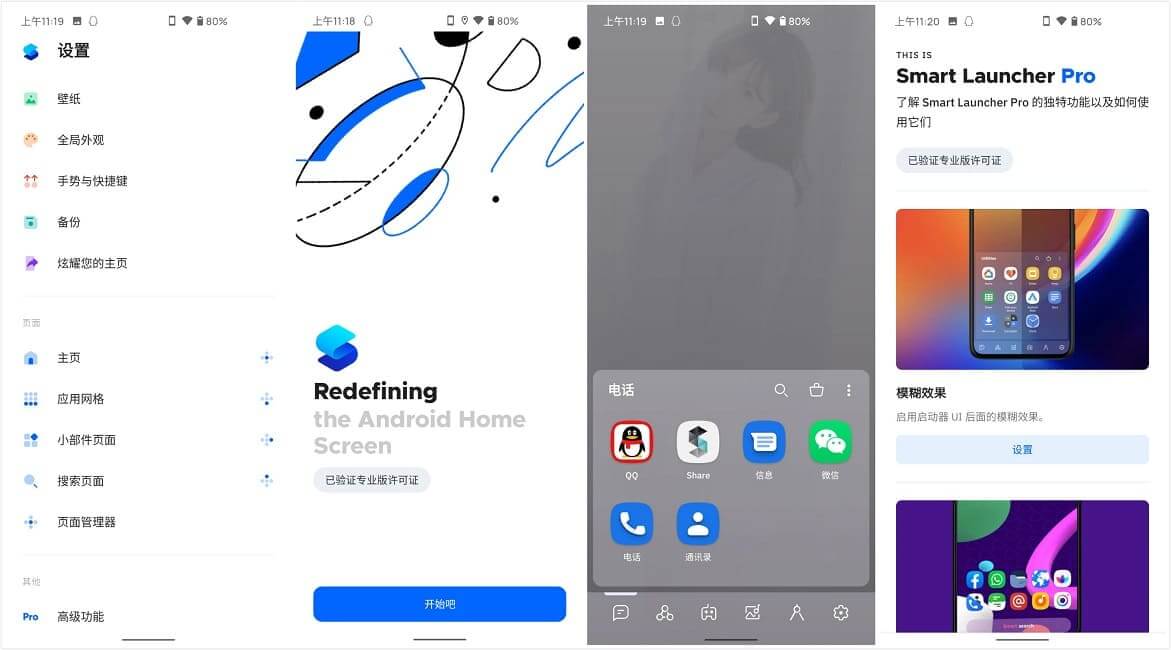 上午11:19
80%
设置
壁纸
全局外观
手势与快捷键
备份
炫耀您的主页
页面
主页
应用网格
小部件页面
搜索页面
页面管理器
其他
Pro
高级功能
上午11:18
80%
Redefining
the Android Home
Screen
已验证专业版许可证
开始吧
上午11:19
80%
电话
QQ
Share
信息
微信
电话
通讯录
上午11:20
80%
THIS IS
Smart Launcher Pro
了解 Smart Launcher Pro 的独特功能以及如何使
用它们
已验证专业版许可证
模糊效果
启用启动器 UI 后面的模糊效果。
设置
Smart search